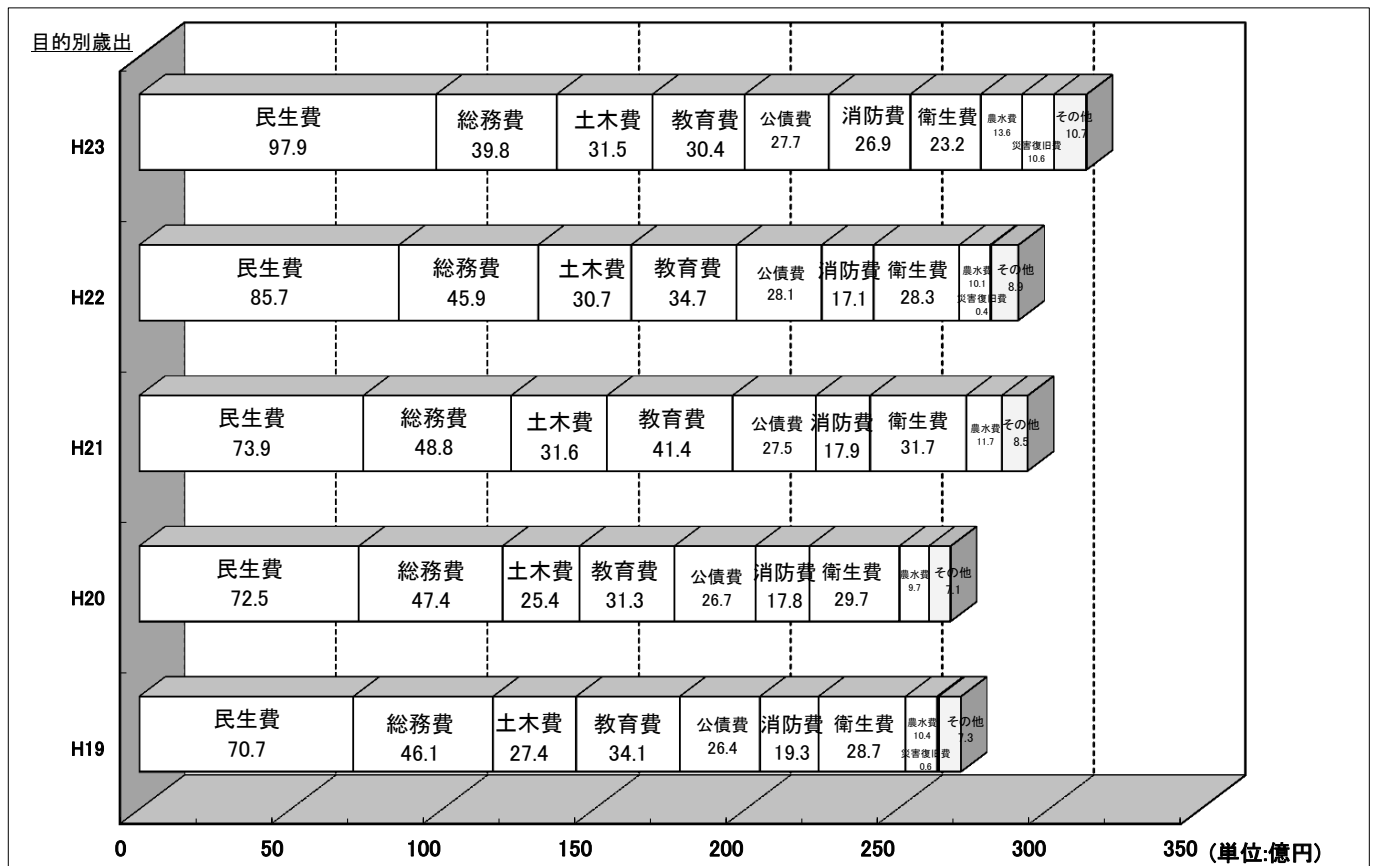 目的別歳出
H23
民生費 総務費 土木費 教育費 公債費 消防費 衛生費 農水費 災害復旧費 その他
97.9 39.8 31.5 30.4 27.7 26.9 23.2 13.6 10.6 10.7
H22
民生費 総務費 土木費 教育費 公債費 消防費 衛生費 農水費 災害復旧費 その他
85.7 45.9 30.7 34.7 28.1 17.1 28.3 10.1 0.4 8.9
H21
民生費 総務費 土木費 教育費 公債費 消防費 衛生費 農水費 その他
73.9 48.8 31.6 41.4 27.5 17.9 31.7 11.7 8.5
H20
民生費 総務費 土木費 教育費 公債費 消防費 衛生費 農水費 その他
72.5 47.4 25.4 31.3 26.7 17.8 29.7 9.7 7.1
H19
民生費 総務費 土木費 教育費 公債費 消防費 衛生費 農水費 災害復旧費 その他
70.7 46.1 27.4 34.1 26.4 19.3 28.7 10.4 0.6 7.3
0 50 100 150 200 250 300 350 (単位:億円)